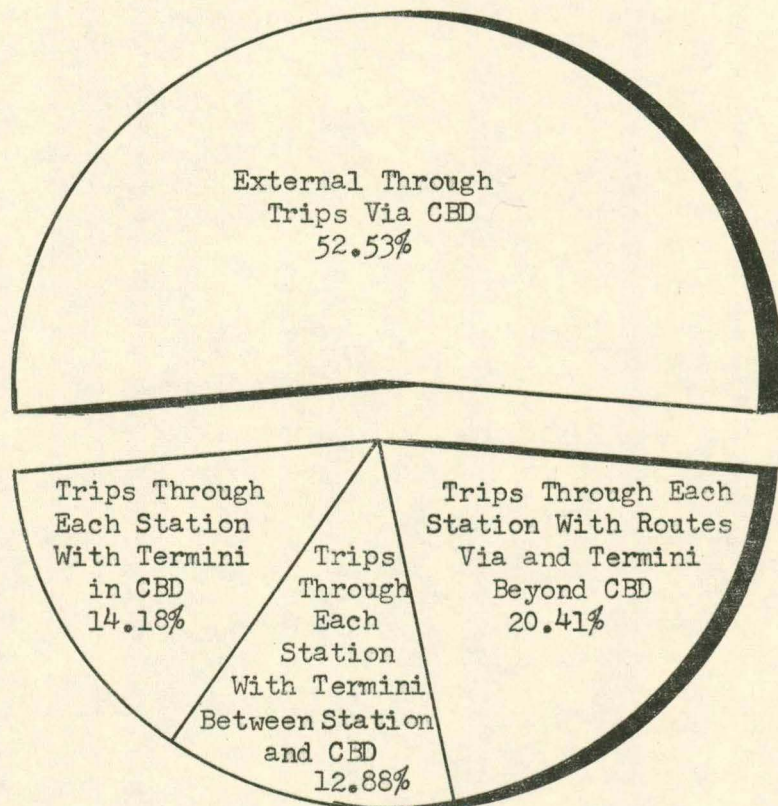 External Through
Trips Via CBD
52.53%
Trips Through
Each Station
With Termini
in CBD
14.18%
Trips
Through
Each
Station
With Termini
Between Station
and CBD
12.88%
Trips Through Each
Station With Routes
Via and Termini
Beyond CBD
20.41%